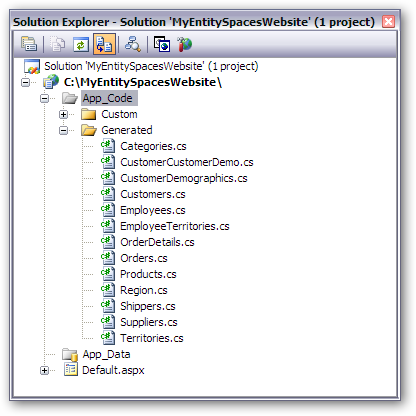 Solution Explorer - Solution 'MyEntitySpacesWebsite' (1 project)
Solution 'MyEntitySpacesWebsite' (1 project)
C:\MyEntitySpacesWebsite\
App_Code
Custom
Generated
Categories.cs
CustomerCustomerDemo.cs
CustomerDemographics.cs
Customers.cs
Employees.cs
EmployeeTerritories.cs
OrderDetails.cs
Orders.cs
Products.cs
Region.cs
Shippers.cs
Suppliers.cs
Territories.cs
App_Data
Default.aspx